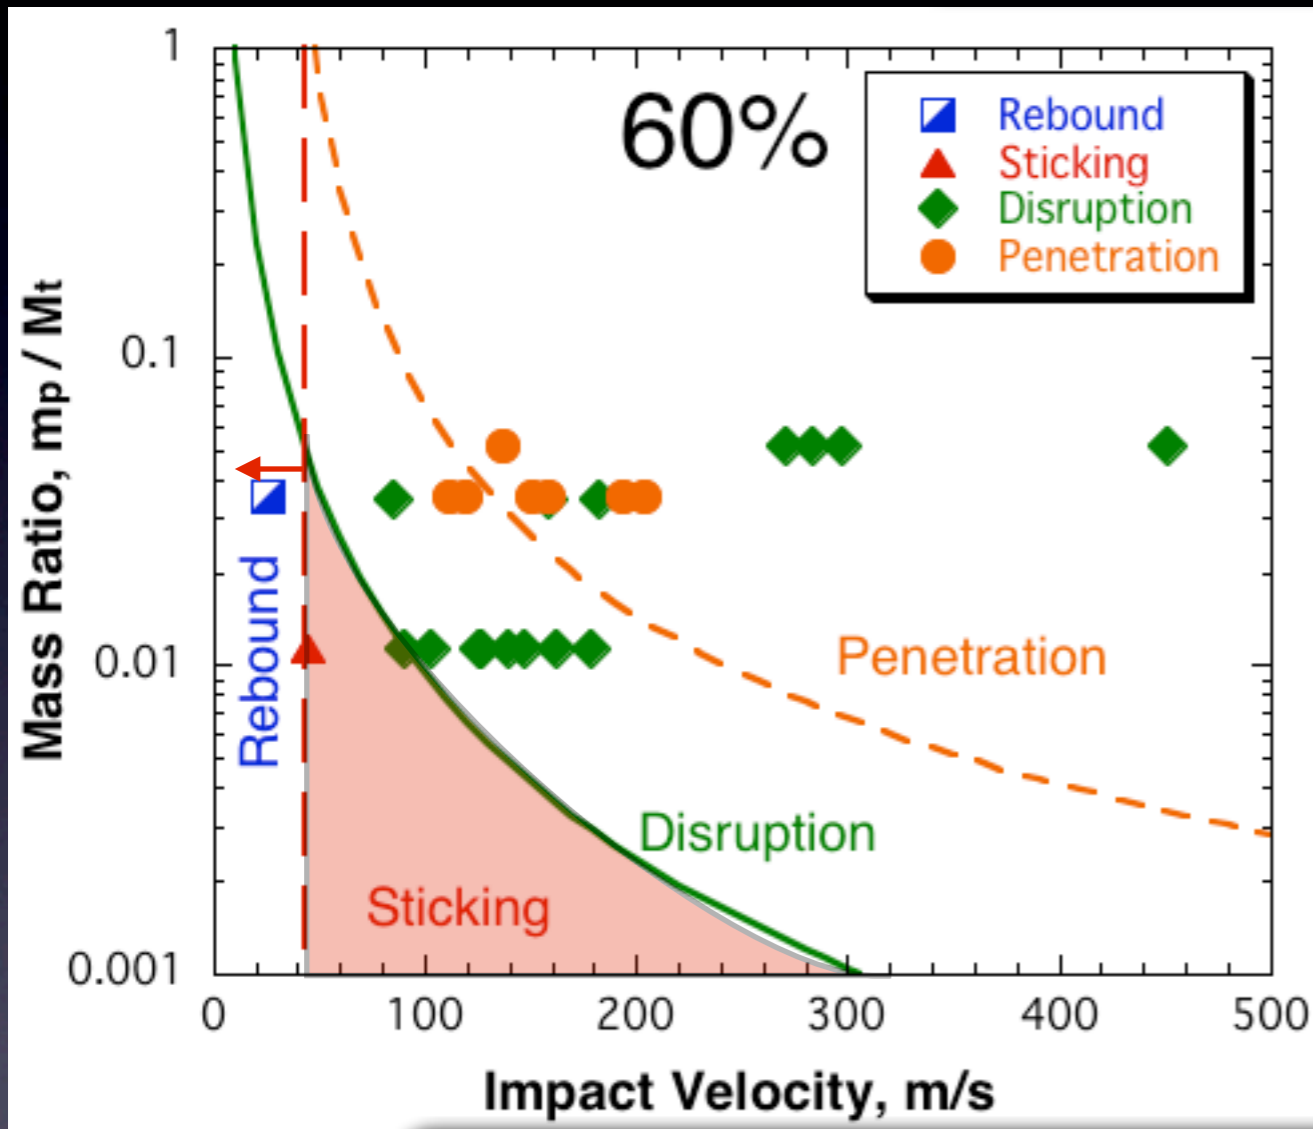 1
60%
Rebound
Sticking
Disruption
Penetration
0.1
0.01
0.001
Mass Ratio, mp / Mt
Rebound
Penetration
Disruption
Sticking
0 100 200 300 400 500
Impact Velocity, m/s